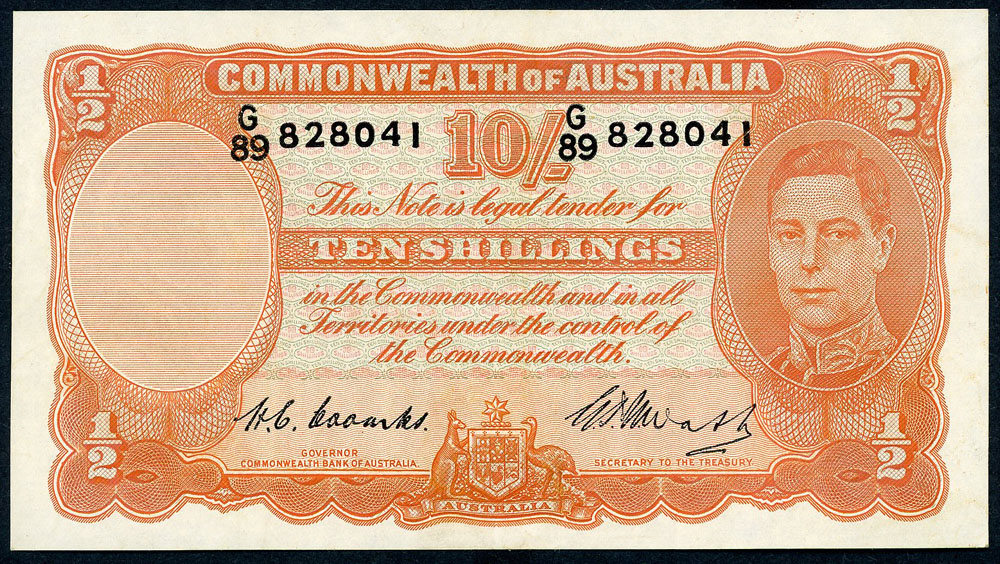 1/2 COMMONWEALTH OF AUSTRALIA 1/2
G/89 828041 10/- G/89 828041
This Note is legal tender for
TEN SHILLINGS
in the Commonwealth and in all
Territories under the control of
the Commonwealth.
H.C. Coombs.
GOVERNOR
COMMONWEALTH BANK OF AUSTRALIA.
SECRETARY TO THE TREASURY.
1/2 1/2
AUSTRALIA